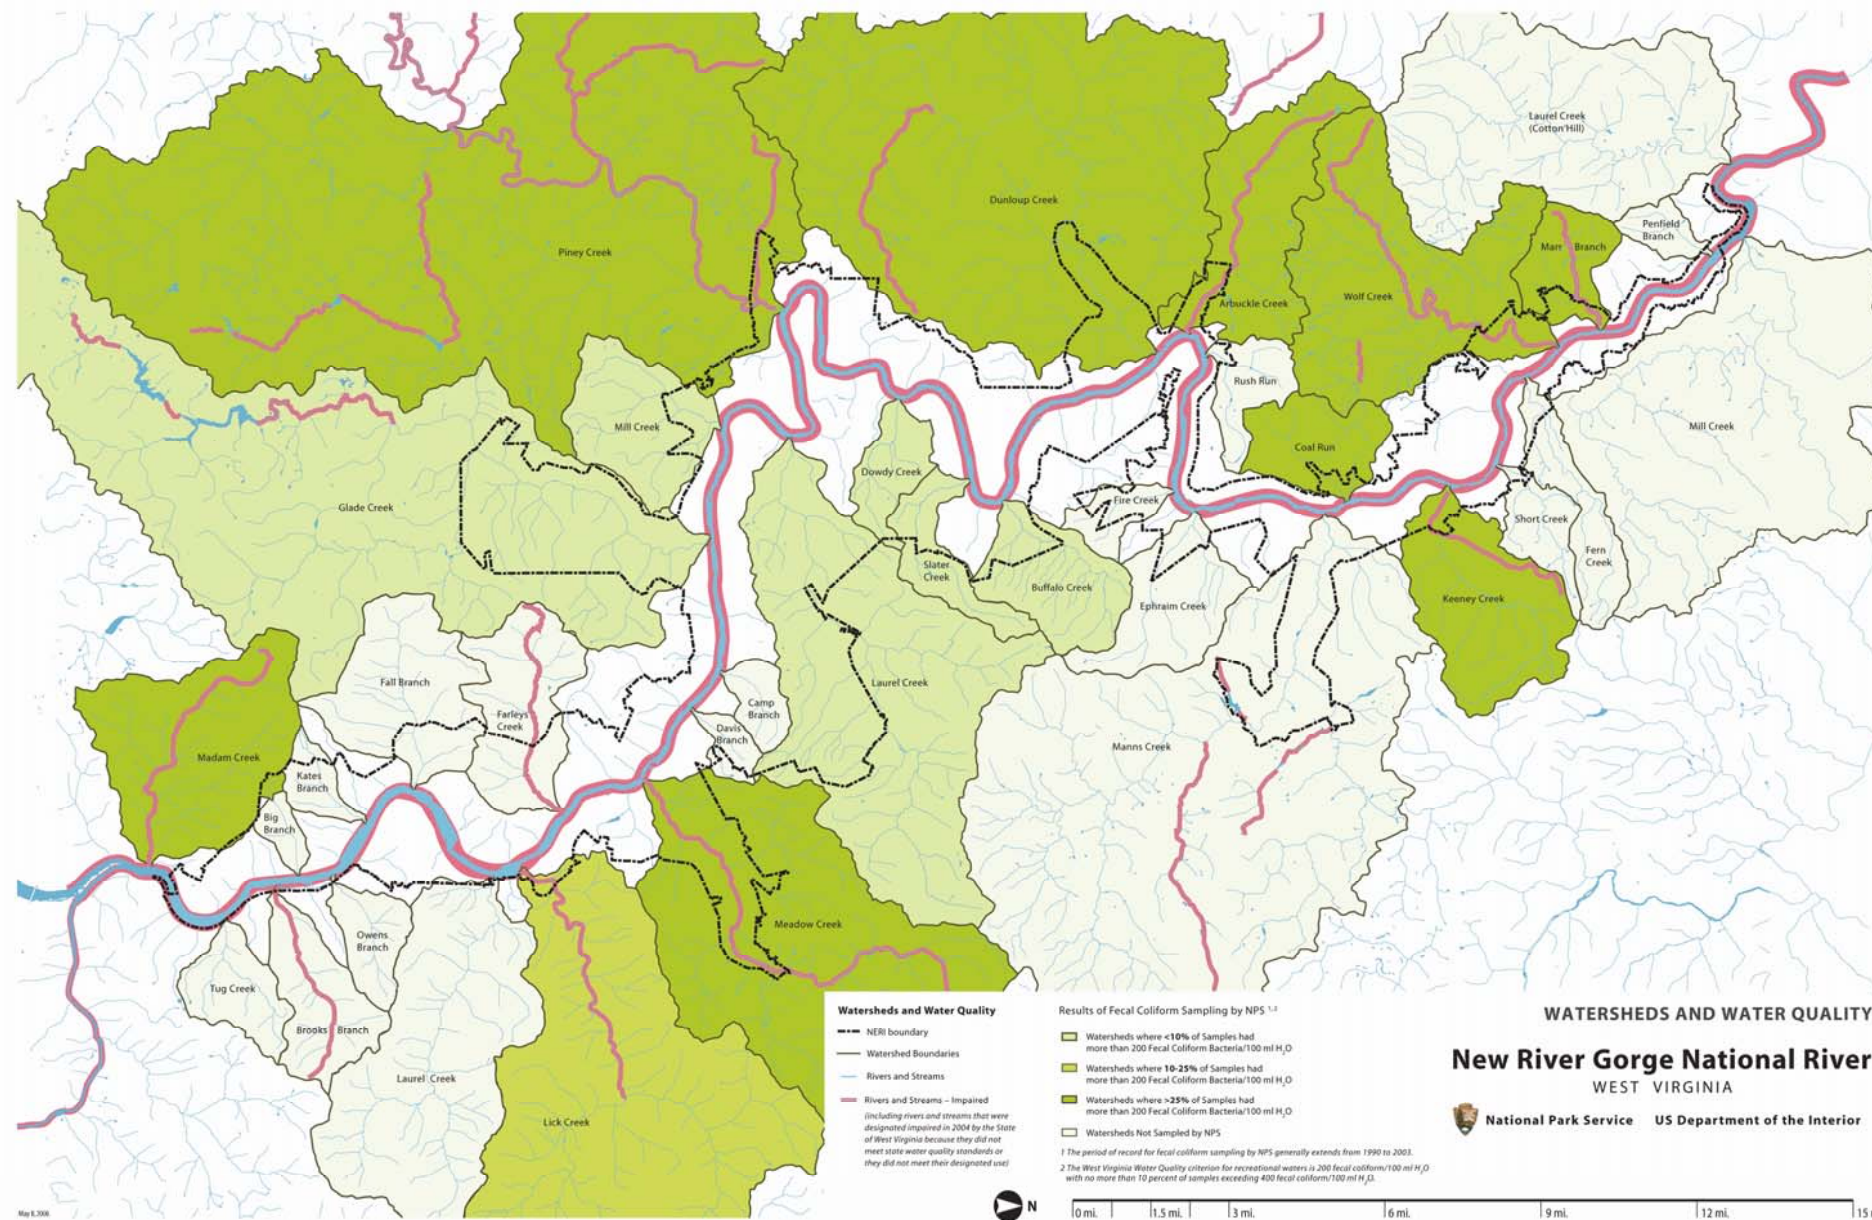 Laurel Creek
(Cotton Hill)
Dunloup Creek
Penfield
Branch
Marr Branch
Piney Creek
Wolf Creek
Arbuckle Creek
Rush Run
Mill Creek
Mill Creek
Coal Run
Dowdy Creek
Glade Creek
Fire Creek
Short Creek
Fern
Creek
Slater
Creek
Buffalo Creek
Ephraim Creek
Keeney Creek
Fall Branch
Laurel Creek
Camp
Branch
Farleys
Creek
Davis
Branch
Manns Creek
Madam Creek
Kates
Branch
Big
Branch
Meadow Creek
Owens
Branch
Tug Creek
Brooks Branch
Laurel Creek
Lick Creek
Watersheds and Water Quality
NERI boundary
Watershed Boundaries
Rivers and Streams
Rivers and Streams – Impaired
(including rivers and streams that were
designated impaired in 2004 by the State
of West Virginia because they did not
meet state water quality standards or
they did not meet their designated use)
Results of Fecal Coliform Sampling by NPS 1,2
Watersheds where <10% of Samples had
more than 200 Fecal Coliform Bacteria/100 ml H2O
Watersheds where 10-25% of Samples had
more than 200 Fecal Coliform Bacteria/100 ml H2O
Watersheds where >25% of Samples had
more than 200 Fecal Coliform Bacteria/100 ml H2O
Watersheds Not Sampled by NPS
1 The period of record for fecal coliform sampling by NPS generally extends from 1990 to 2003.
2 The West Virginia Water Quality criterion for recreational waters is 200 fecal coliform/100 ml H2O
with no more than 10 percent of samples exceeding 400 fecal coliform/100 ml H2O.
WATERSHEDS AND WATER QUALITY
New River Gorge National River
WEST VIRGINIA
National Park Service US Department of the Interior
N
0 mi. 1.5 mi. 3 mi. 6 mi. 9 mi. 12 mi. 15
May 8, 2006